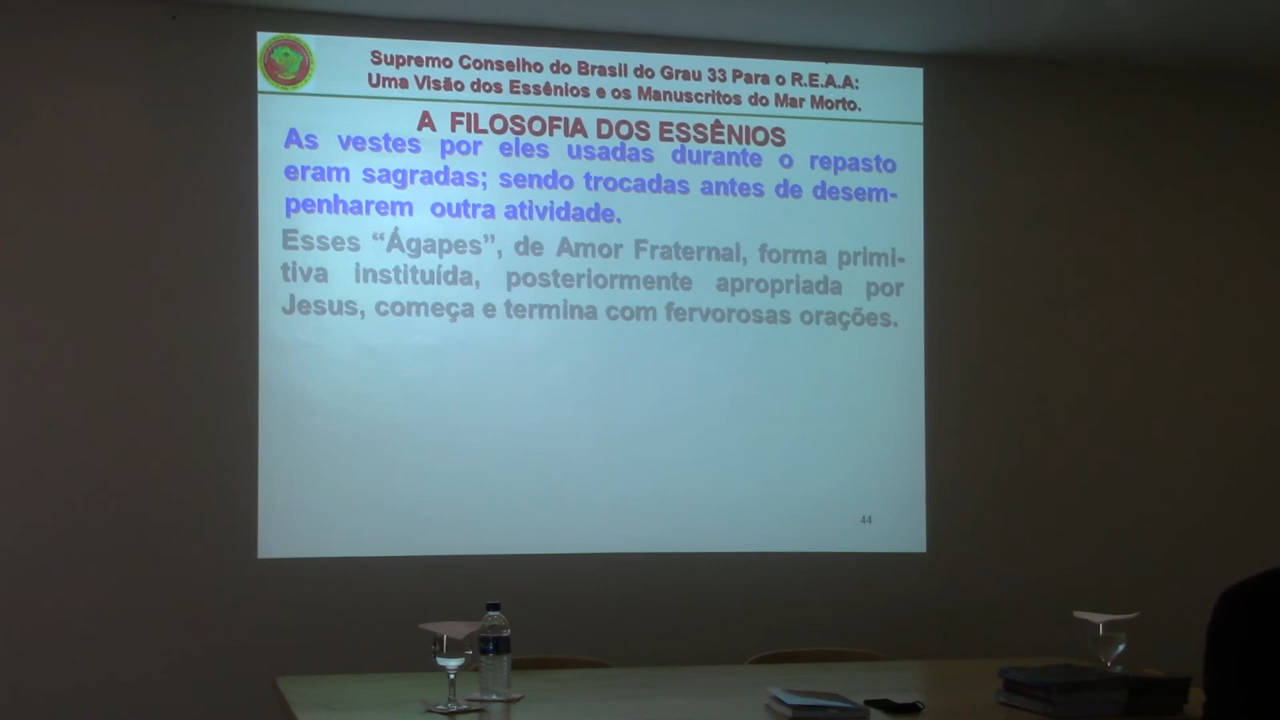 Supremo Conselho do Brasil do Grau 33 Para o R.E.A.A:
Uma Visão dos Essênios e os Manuscritos do Mar Morto.
A FILOSOFIA DOS ESSÊNIOS
As vestes por eles usadas durante o repasto
eram sagradas; sendo trocadas antes de desem-
penharem outra atividade.
Esses “Ágapes”, de Amor Fraternal, forma primi-
tiva instituída, posteriormente apropriada por
Jesus, começa e termina com fervorosas orações.
44